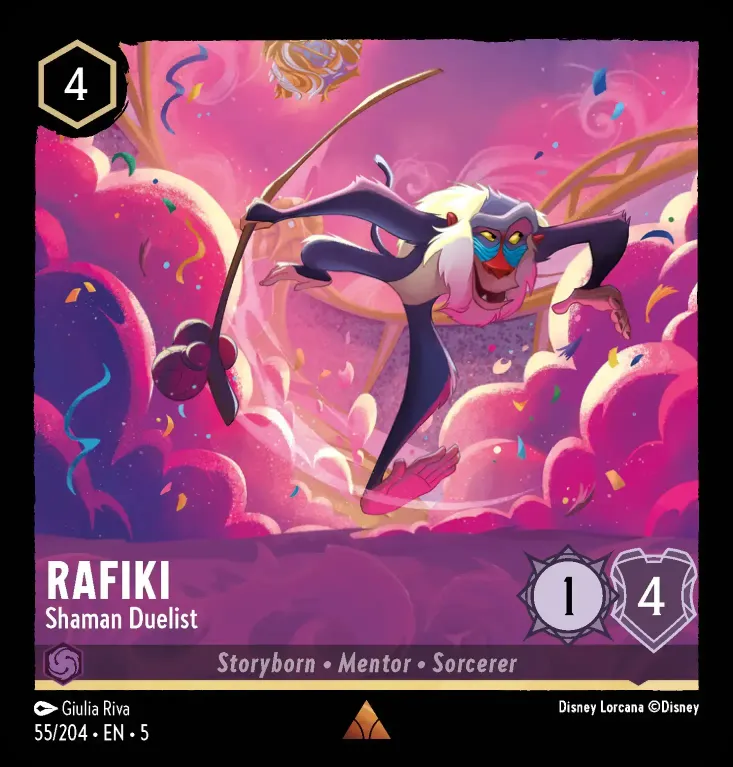 4
RAFIKI
Shaman Duelist
1
4
Storyborn • Mentor • Sorcerer
Giulia Riva
Disney Lorcana ©Disney
55/204 • EN • 5